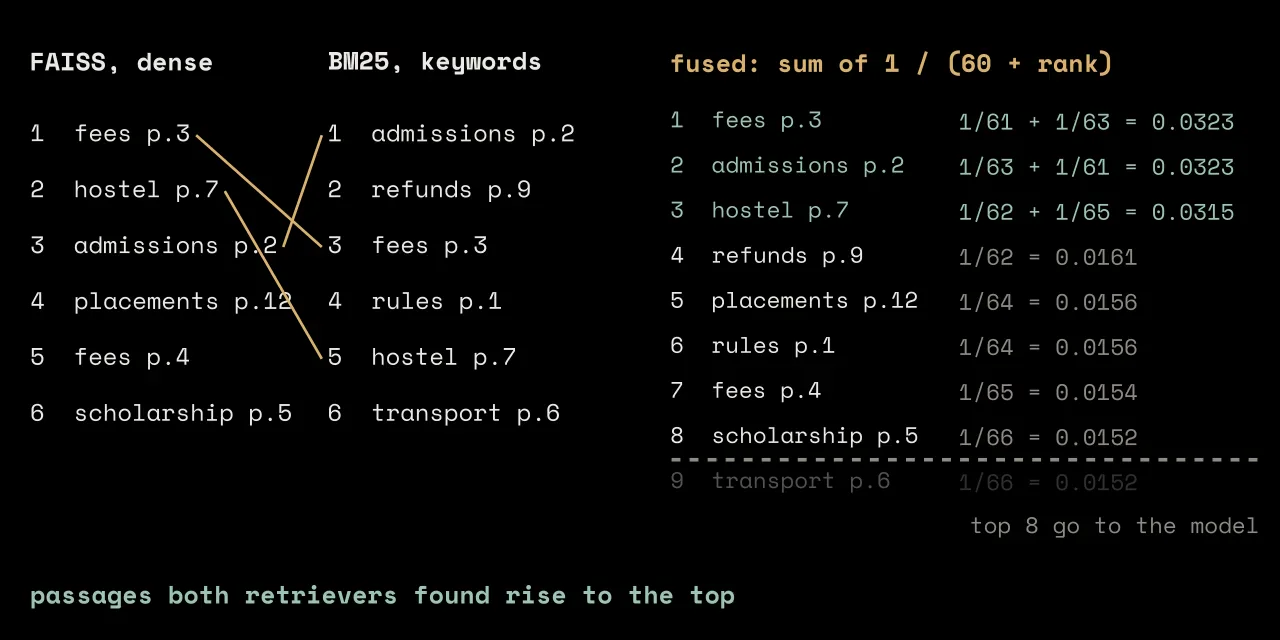 FAISS, dense
1 fees p.3
2 hostel p.7
3 admissions p.2
4 placements p.12
5 fees p.4
6 scholarship p.5
BM25, keywords
1 admissions p.2
2 refunds p.9
3 fees p.3
4 rules p.1
5 hostel p.7
6 transport p.6
fused: sum of 1 / (60 + rank)
1 fees p.3 1/61 + 1/63 = 0.0323
2 admissions p.2 1/63 + 1/61 = 0.0323
3 hostel p.7 1/62 + 1/65 = 0.0315
4 refunds p.9 1/62 = 0.0161
5 placements p.12 1/64 = 0.0156
6 rules p.1 1/64 = 0.0156
7 fees p.4 1/65 = 0.0154
8 scholarship p.5 1/66 = 0.0152
9 transport p.6 1/66 = 0.0152
top 8 go to the model
passages both retrievers found rise to the top